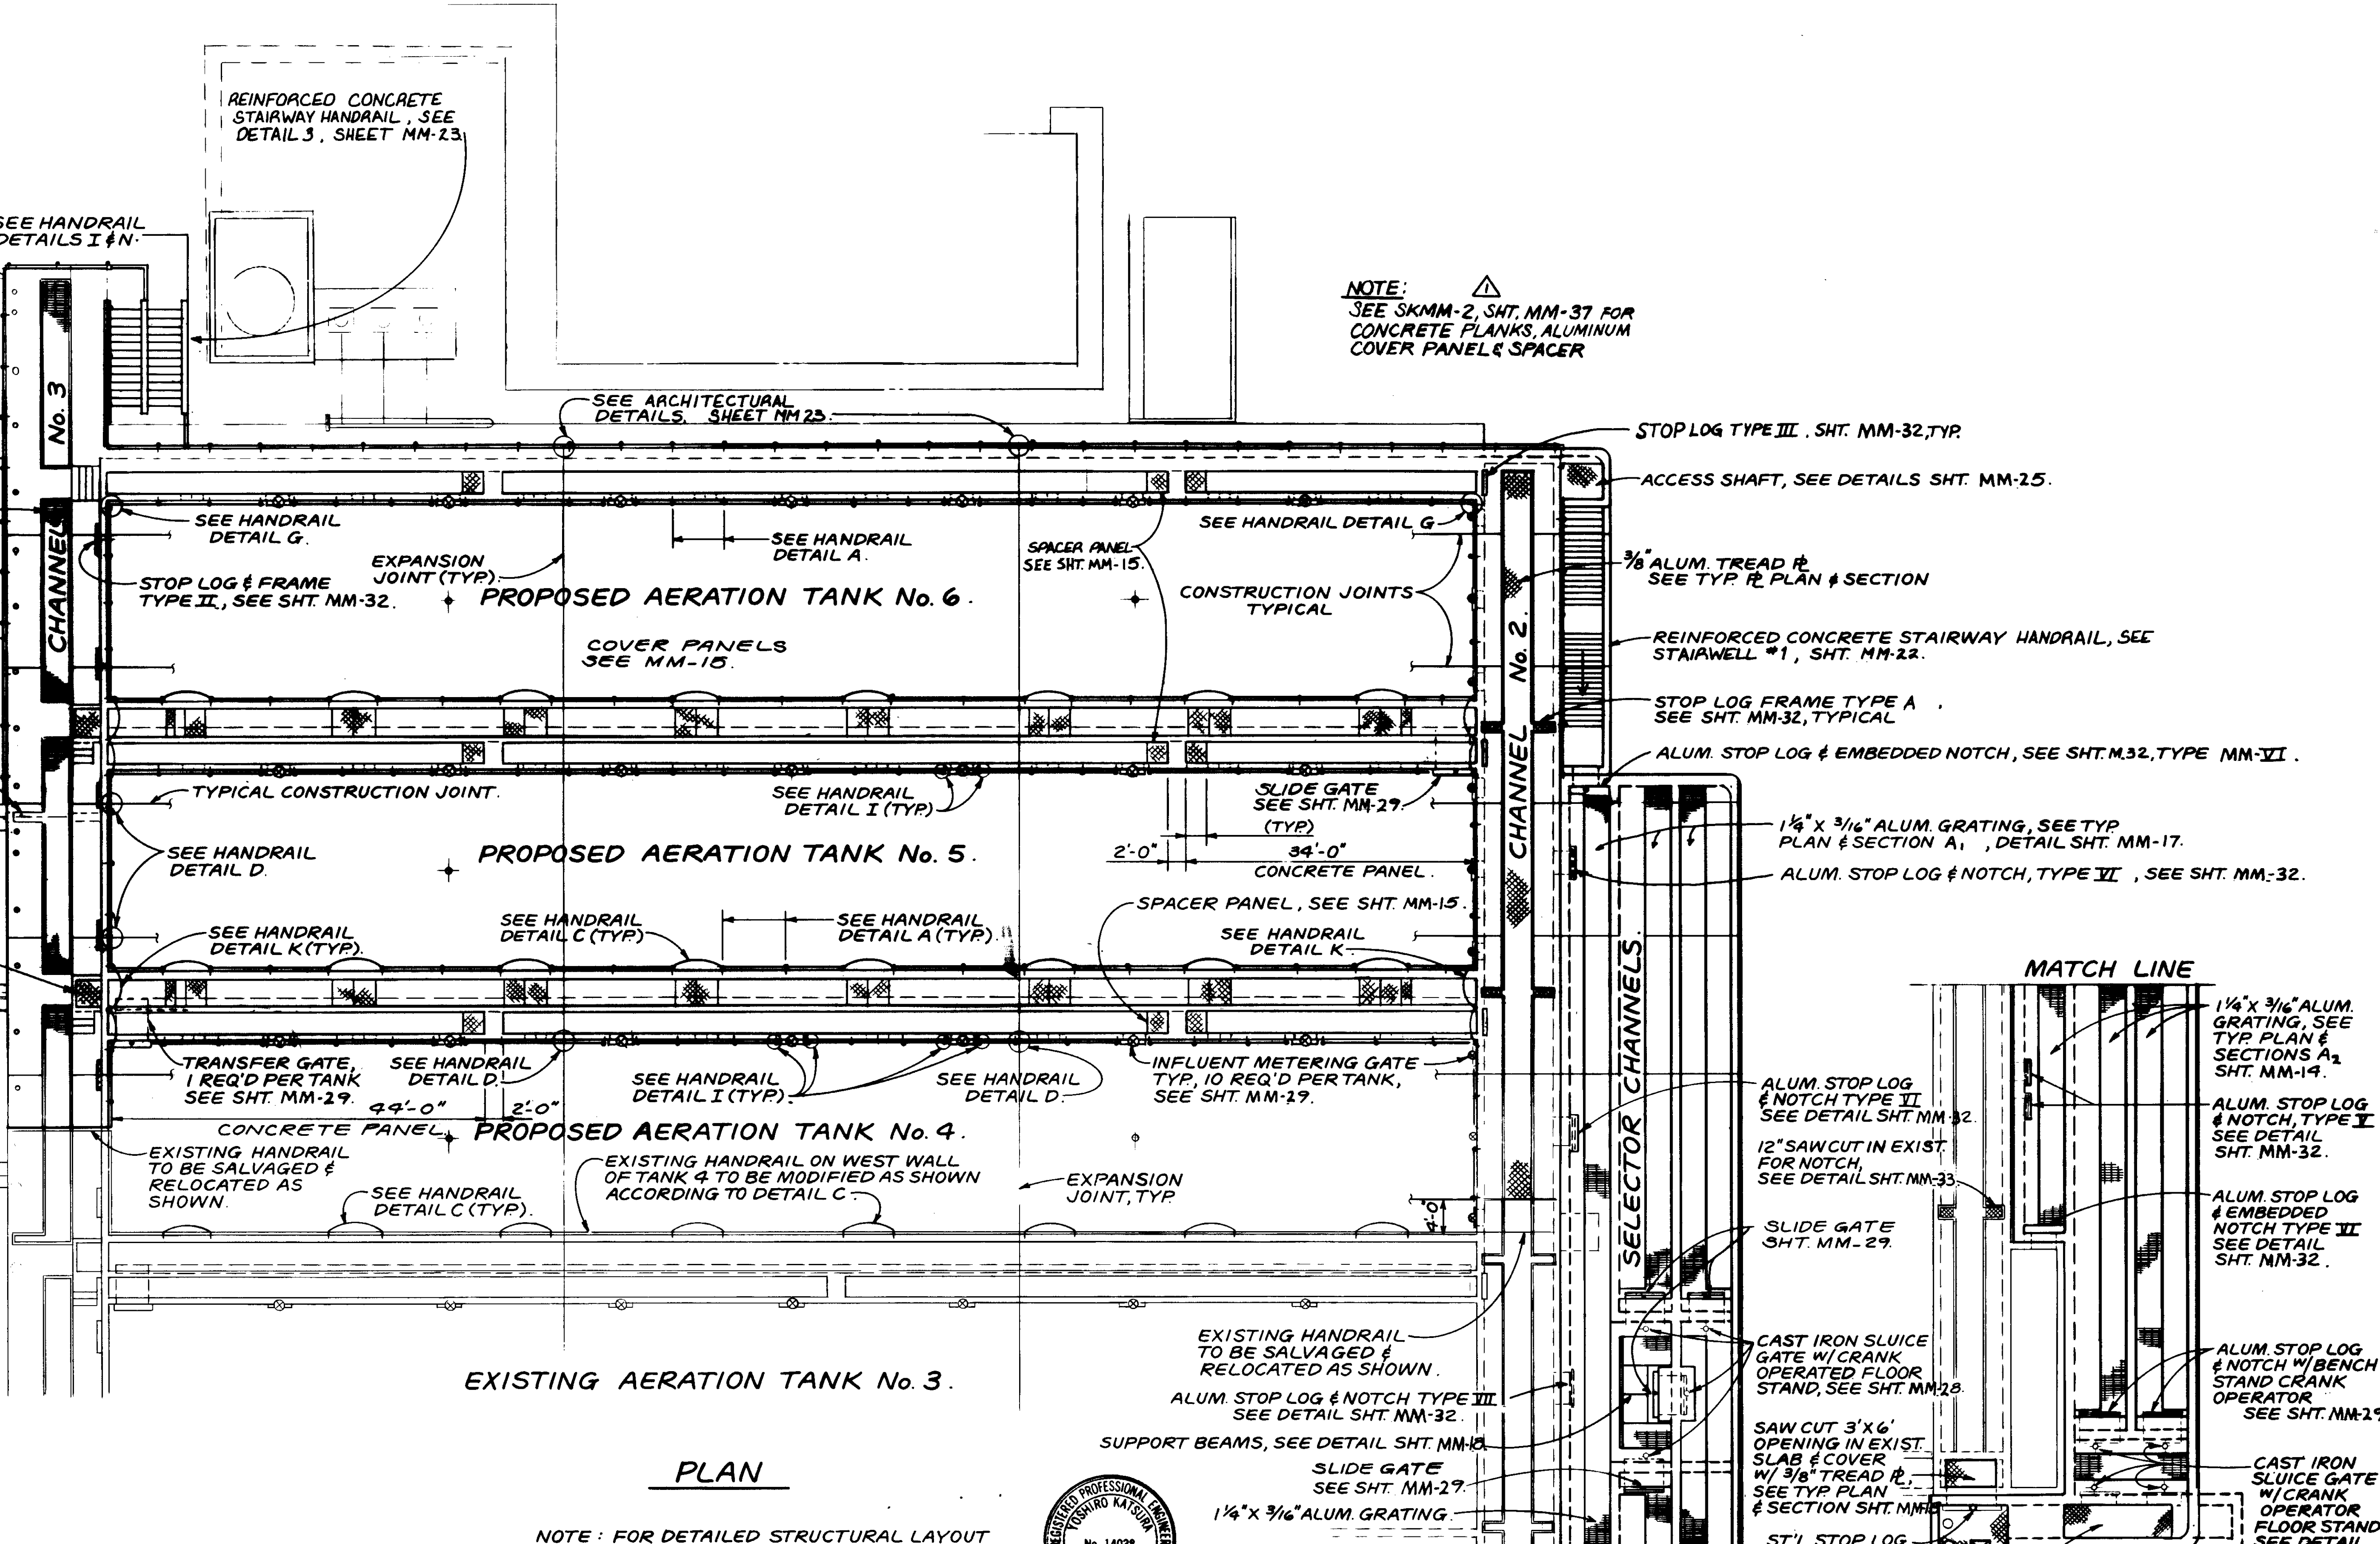 REINFORCED CONCRETE
STAIRWAY HANDRAIL, SEE
DETAIL 3, SHEET MM-23
SEE HANDRAIL
DETAILS I & N.
NOTE: 1
SEE SKMM-2, SHT. MM-37 FOR
CONCRETE PLANKS, ALUMINUM
COVER PANEL & SPACER
No. 3
CHANNEL
SEE ARCHITECTURAL
DETAILS, SHEET MM 23.
STOP LOG TYPE III, SHT. MM-32, TYP.
ACCESS SHAFT, SEE DETAILS SHT. MM-25.
SEE HANDRAIL
DETAIL G.
EXPANSION
JOINT (TYP).
SEE HANDRAIL
DETAIL A.
SPACER PANEL
SEE SHT. MM-15.
SEE HANDRAIL DETAIL G
STOP LOG & FRAME
TYPE II, SEE SHT. MM-32.
PROPOSED AERATION TANK No. 6.
CONSTRUCTION JOINTS
TYPICAL
3/8" ALUM. TREAD PL
SEE TYP. PL PLAN & SECTION
COVER PANELS
SEE MM-15.
CHANNEL No. 2.
REINFORCED CONCRETE STAIRWAY HANDRAIL, SEE
STAIRWELL #1, SHT. MM-22.
STOP LOG FRAME TYPE A,
SEE SHT. MM-32, TYPICAL
ALUM. STOP LOG & EMBEDDED NOTCH, SEE SHT. M.32, TYPE MM-VI.
TYPICAL CONSTRUCTION JOINT.
SEE HANDRAIL
DETAIL I (TYP.)
SLIDE GATE
SEE SHT. MM-29.
(TYP.)
1 1/4" X 3/16" ALUM. GRATING, SEE TYP.
PLAN & SECTION A1, DETAIL SHT. MM-17.
SEE HANDRAIL
DETAIL D.
PROPOSED AERATION TANK No. 5.
2'-0" 34'-0"
CONCRETE PANEL.
ALUM. STOP LOG & NOTCH, TYPE VI, SEE SHT. MM-32.
SPACER PANEL, SEE SHT. MM-15.
SEE HANDRAIL
DETAIL K (TYP).
SEE HANDRAIL
DETAIL C (TYP.)
SEE HANDRAIL
DETAIL A (TYP.).
SEE HANDRAIL
DETAIL K
SELECTOR CHANNELS.
MATCH LINE
1 1/4" X 3/16" ALUM.
GRATING, SEE
TYP. PLAN &
SECTIONS A2
SHT. MM-14.
TRANSFER GATE,
1 REQ'D PER TANK
SEE SHT. MM-29.
SEE HANDRAIL
DETAIL D.
SEE HANDRAIL
DETAIL I (TYP.)
SEE HANDRAIL
DETAIL D.
INFLUENT METERING GATE
TYP., 10 REQ'D PER TANK,
SEE SHT. MM-29.
ALUM. STOP LOG
& NOTCH TYPE VI
SEE DETAIL SHT. MM-32.
ALUM. STOP LOG
& NOTCH, TYPE V
SEE DETAIL
SHT. MM-32.
44'-0" 2'-0"
CONCRETE PANEL
PROPOSED AERATION TANK No. 4.
EXISTING HANDRAIL
TO BE SALVAGED &
RELOCATED AS
SHOWN.
EXISTING HANDRAIL ON WEST WALL
OF TANK 4 TO BE MODIFIED AS SHOWN
ACCORDING TO DETAIL C
SEE HANDRAIL
DETAIL C (TYP).
EXPANSION
JOINT, TYP.
4'-0"
12" SAWCUT IN EXIST.
FOR NOTCH,
SEE DETAIL SHT. MM-33
SLIDE GATE
SHT. MM-29.
ALUM. STOP LOG
& EMBEDDED
NOTCH TYPE VI
SEE DETAIL
SHT. MM-32.
EXISTING AERATION TANK No. 3.
EXISTING HANDRAIL
TO BE SALVAGED &
RELOCATED AS SHOWN.
CAST IRON SLUICE
GATE W/ CRANK
OPERATED FLOOR
STAND, SEE SHT. MM-28.
ALUM. STOP LOG
& NOTCH W/ BENCH
STAND CRANK
OPERATOR
SEE SHT. MM-29
ALUM. STOP LOG & NOTCH TYPE VII
SEE DETAIL SHT. MM-32.
SUPPORT BEAMS, SEE DETAIL SHT.
SLIDE GATE
SEE SHT. MM-29.
1 1/4" X 3/16" ALUM. GRATING.
SAW CUT 3'X6'
OPENING IN EXIST.
SLAB & COVER
W/ 3/8" TREAD PL,
SEE TYP. PLAN
& SECTION SHT.
ST'L STOP LOG
CAST IRON
SLUICE GATE
W/ CRANK
OPERATOR
FLOOR STAND
SEE DETAIL
PLAN
NOTE: FOR DETAILED STRUCTURAL LAYOUT
REGISTERED PROFESSIONAL ENGINEER
YOSHIRO KATSURA